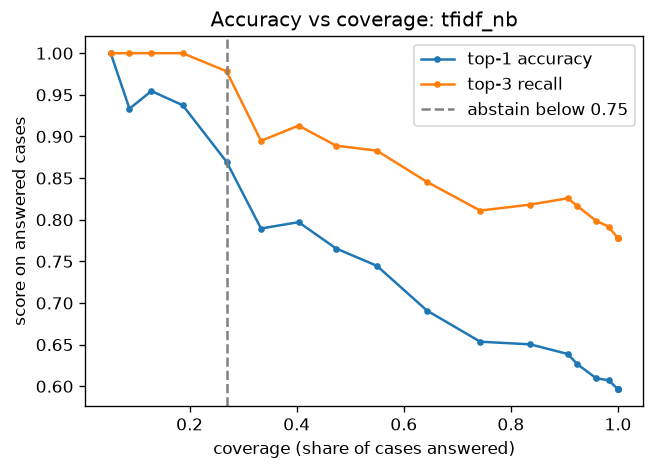 Accuracy vs coverage: tfidf_nb
top-1 accuracy
top-3 recall
abstain below 0.75
score on answered cases
1.00
0.95
0.90
0.85
0.80
0.75
0.70
0.65
0.60
0.2
0.4
0.6
0.8
1.0
coverage (share of cases answered)